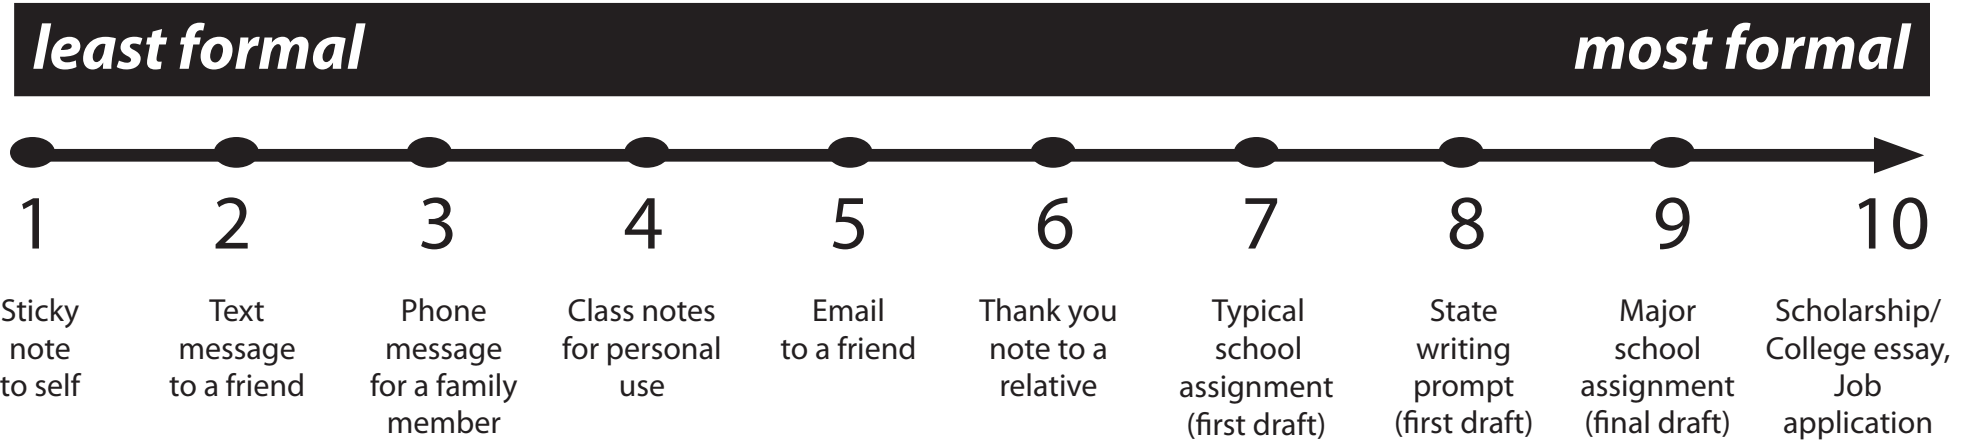 least formal most formal
1 2 3 4 5 6 7 8 9 10
Sticky
note
to self
Text
message
to a friend
Phone
message
for a family
member
Class notes
for personal
use
Email
to a friend
Thank you
note to a
relative
Typical
school
assignment
(first draft)
State
writing
prompt
(first draft)
Major
school
assignment
(final draft)
Scholarship/
College essay,
Job
application